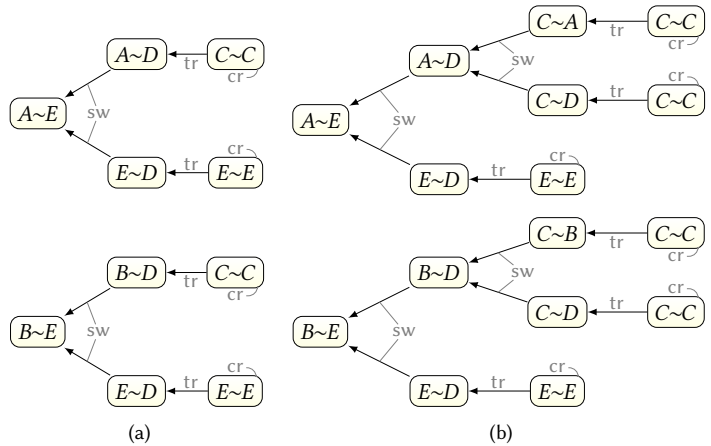 A~D C~C
tr
cr
A~E
sw
cr
E~D tr E~E
B~D C~C
tr
cr
B~E
sw
cr
E~D tr E~E
(a)
C~A C~C
tr
cr
A~D
sw
cr
C~D tr C~C
A~E
sw
cr
E~D tr E~E
C~B C~C
tr
cr
B~D
sw
cr
C~D tr C~C
B~E
sw
cr
E~D tr E~E
(b)